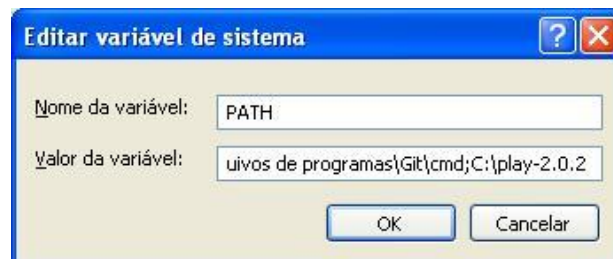 Editar variável de sistema
Nome da variável: PATH
Valor da variável: uivos de programas\Git\cmd;C:\play-2.0.2
OK Cancelar